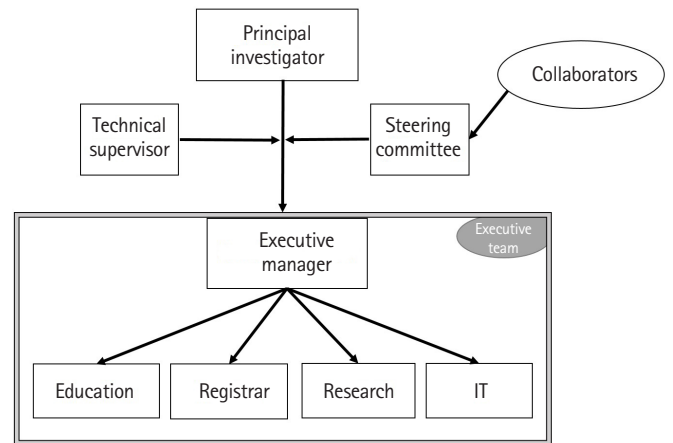 Principal
investigator
Collaborators
Technical
supervisor
Steering
committee
Executive
manager
Executive
team
Education
Registrar
Research
IT